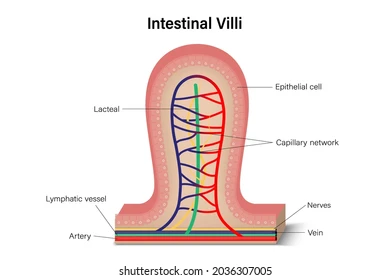 Intestinal Villi
Epithelial cell
Lacteal
Capillary network
Lymphatic vessel
Nerves
Artery
Vein
shutterstock.com · 2036307005